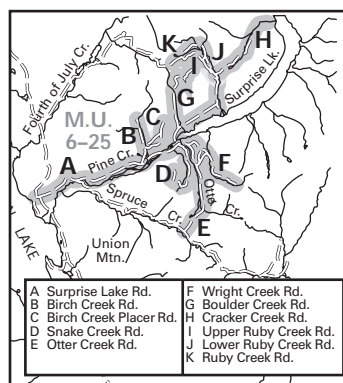 K
J
H
I
Fourth of July Cr.
Surprise Lk.
G
M.U.
6–25
C
B
A
Pine Cr.
D
F
Otter
Spruce
Cr.
Cr.
E
Union
Mtn.
LAKE
A Surprise Lake Rd.
B Birch Creek Rd.
C Birch Creek Placer Rd.
D Snake Creek Rd.
E Otter Creek Rd.
F Wright Creek Rd.
G Boulder Creek Rd.
H Cracker Creek Rd.
I Upper Ruby Creek Rd.
J Lower Ruby Creek Rd.
K Ruby Creek Rd.